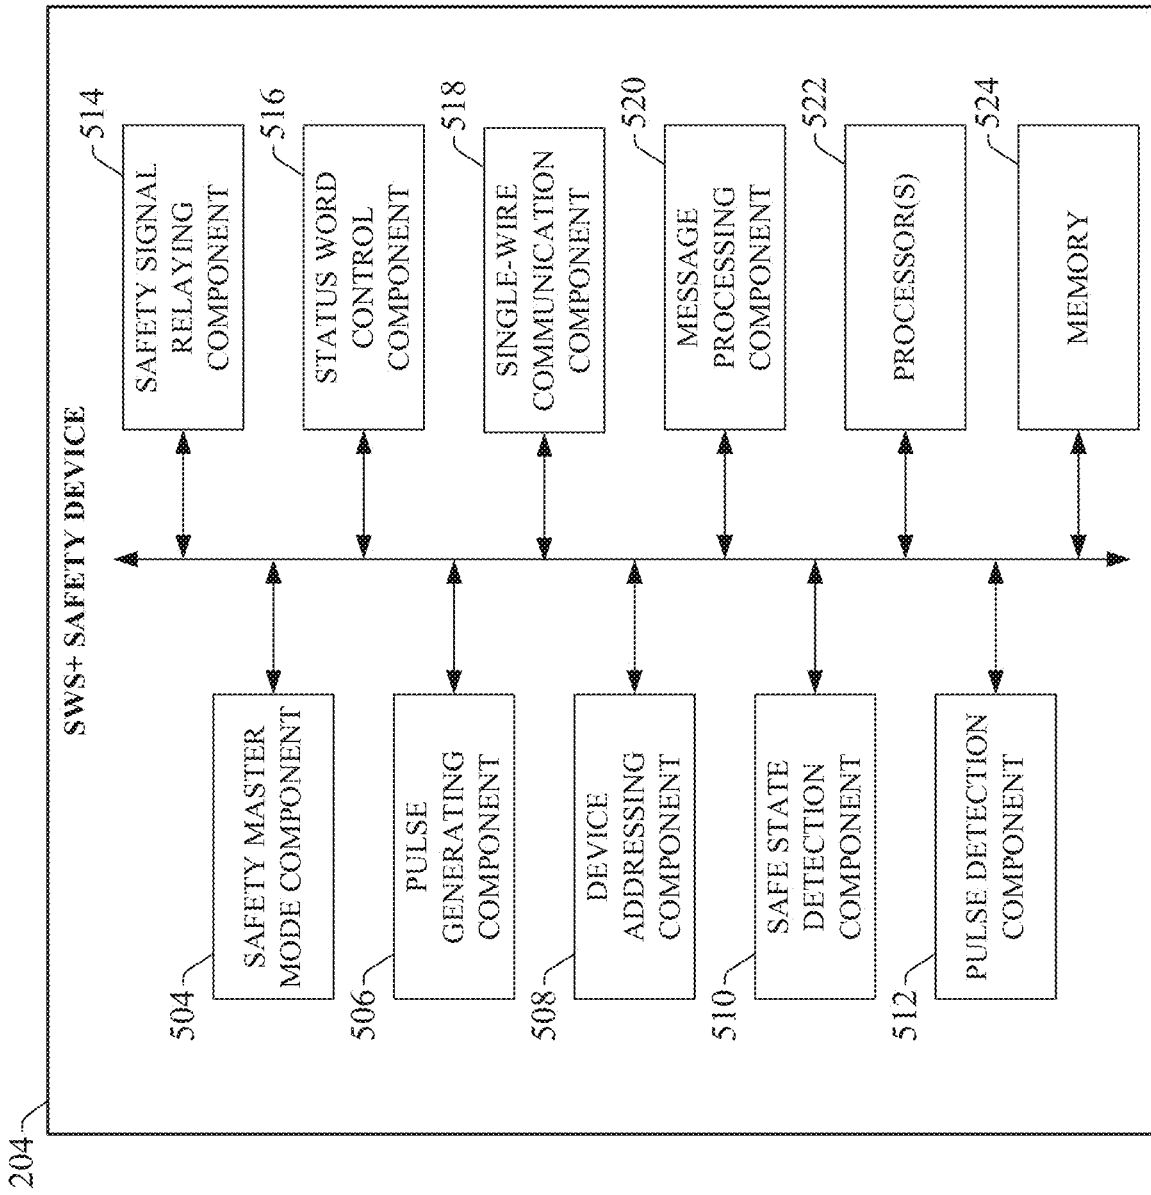 204
SWS+ SAFETY DEVICE
504
SAFETY MASTER
MODE COMPONENT
506
PULSE
GENERATING
COMPONENT
508
DEVICE
ADDRESSING
COMPONENT
510
SAFE STATE
DETECTION
COMPONENT
512
PULSE DETECTION
COMPONENT
514
SAFETY SIGNAL
RELAYING
COMPONENT
516
STATUS WORD
CONTROL
COMPONENT
518
SINGLE-WIRE
COMMUNICATION
COMPONENT
520
MESSAGE
PROCESSING
COMPONENT
522
PROCESSOR(S)
524
MEMORY